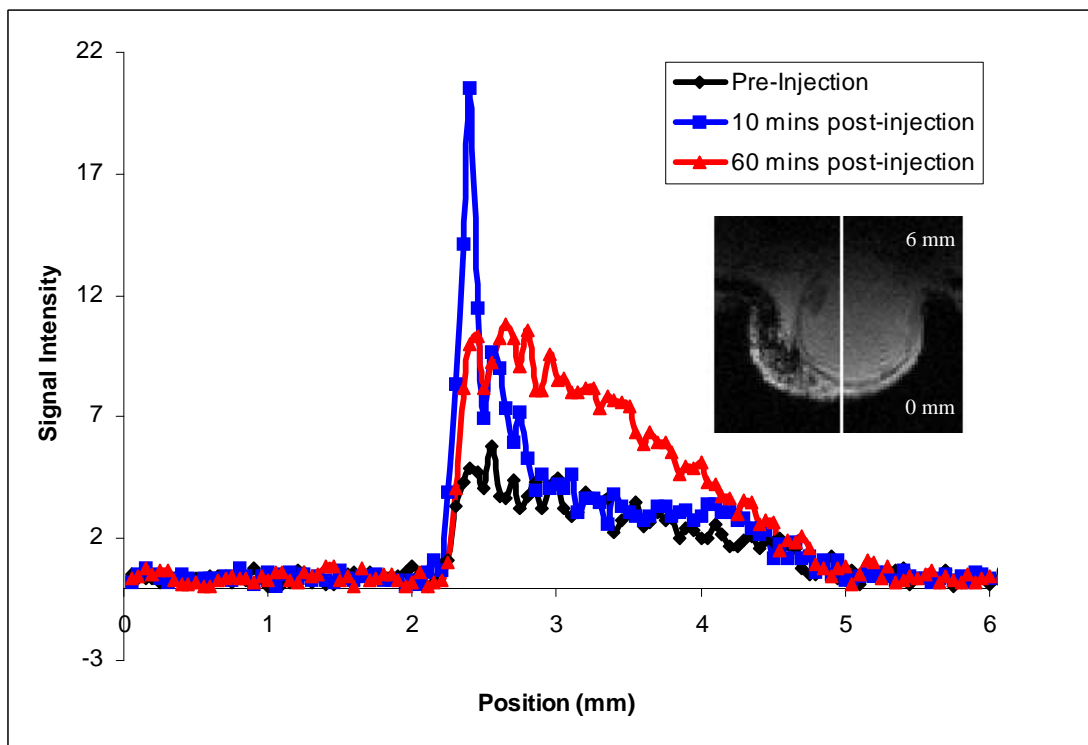 22
17
12
7
2
-3
Signal Intensity
Pre-Injection
10 mins post-injection
60 mins post-injection
6 mm
0 mm
0 1 2 3 4 5 6
Position (mm)